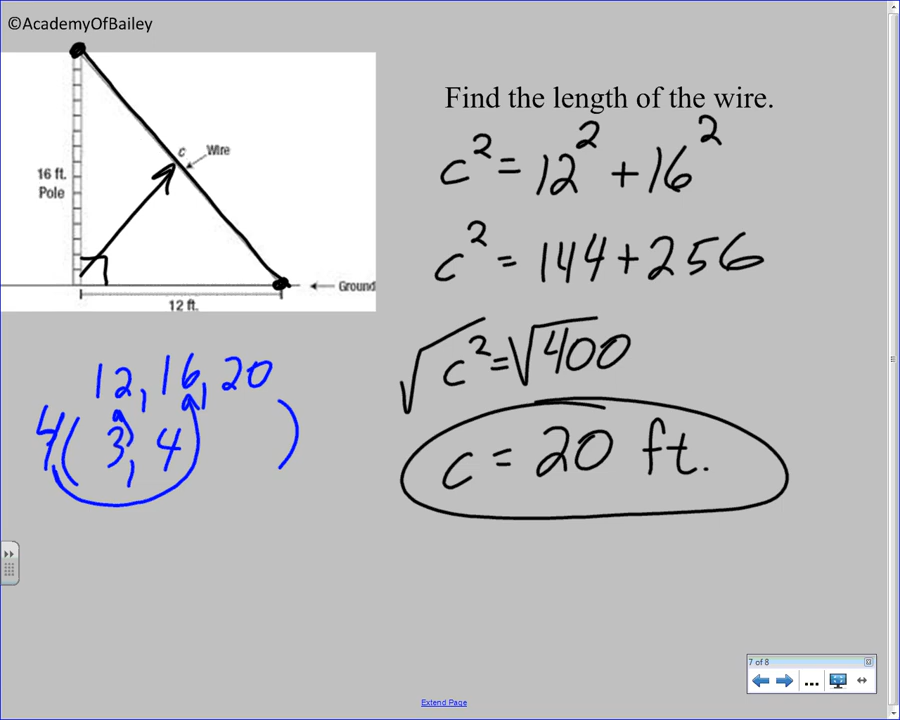 ©AcademyOfBailey
Find the length of the wire.
c² = 12² + 16²
c² = 144 + 256
√c² = √400
c = 20 ft.
c
Wire
16 ft.
Pole
Ground
12 ft.
12, 16, 20
4( 3, 4 )
7 of 8
...
Extend Page